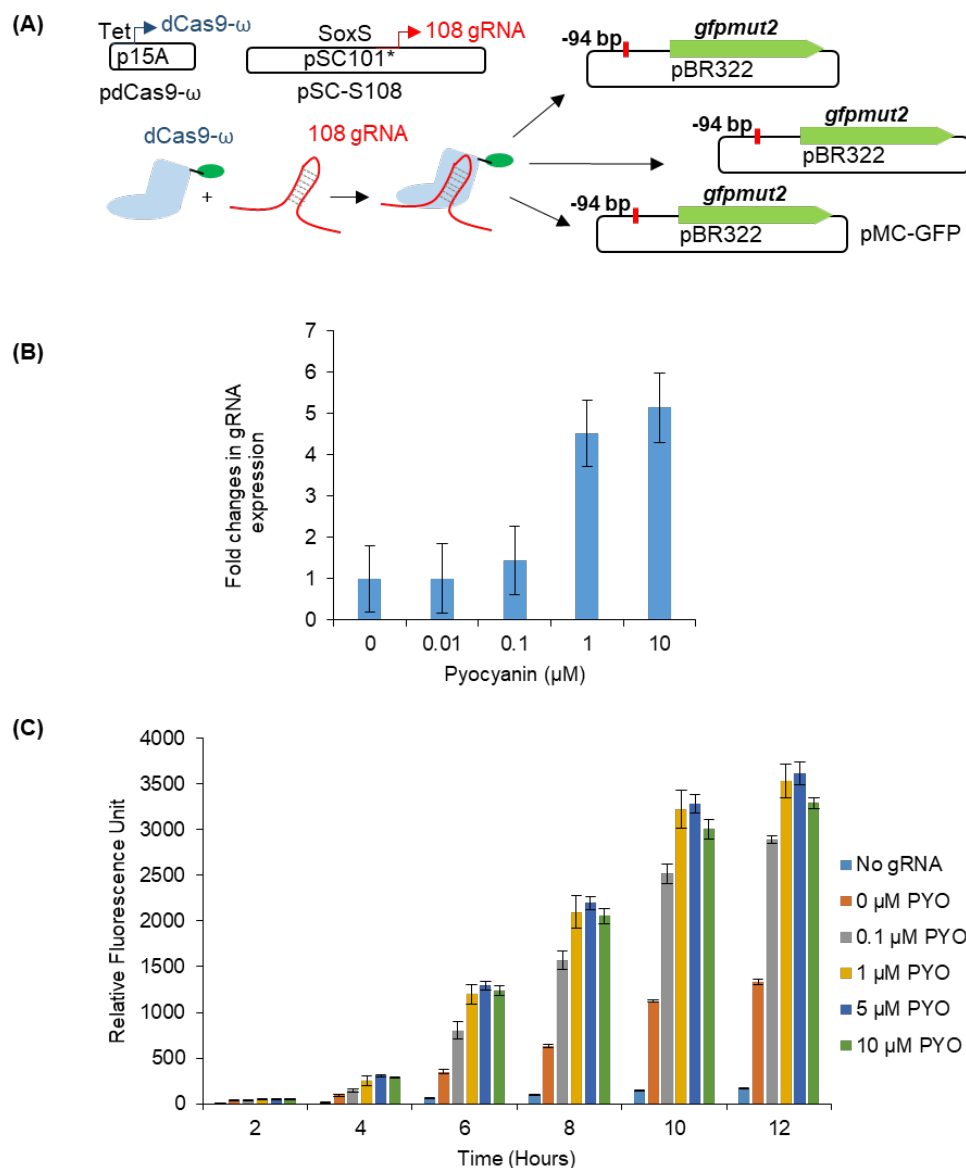 (A)
Tet dCas9-ω
p15A
pdCas9-ω
SoxS 108 gRNA
pSC101*
pSC-S108
dCas9-ω
+
108 gRNA
-94 bp gfpmut2
pBR322
-94 bp gfpmut2
pBR322
-94 bp gfpmut2
pBR322
pMC-GFP
(B)
Fold changes in gRNA
expression
7
6
5
4
3
2
1
0
0 0.01 0.1 1 10
Pyocyanin (µM)
(C)
Relative Fluorescence Unit
4000
3500
3000
2500
2000
1500
1000
500
0
2 4 6 8 10 12
Time (Hours)
No gRNA
0 µM PYO
0.1 µM PYO
1 µM PYO
5 µM PYO
10 µM PYO